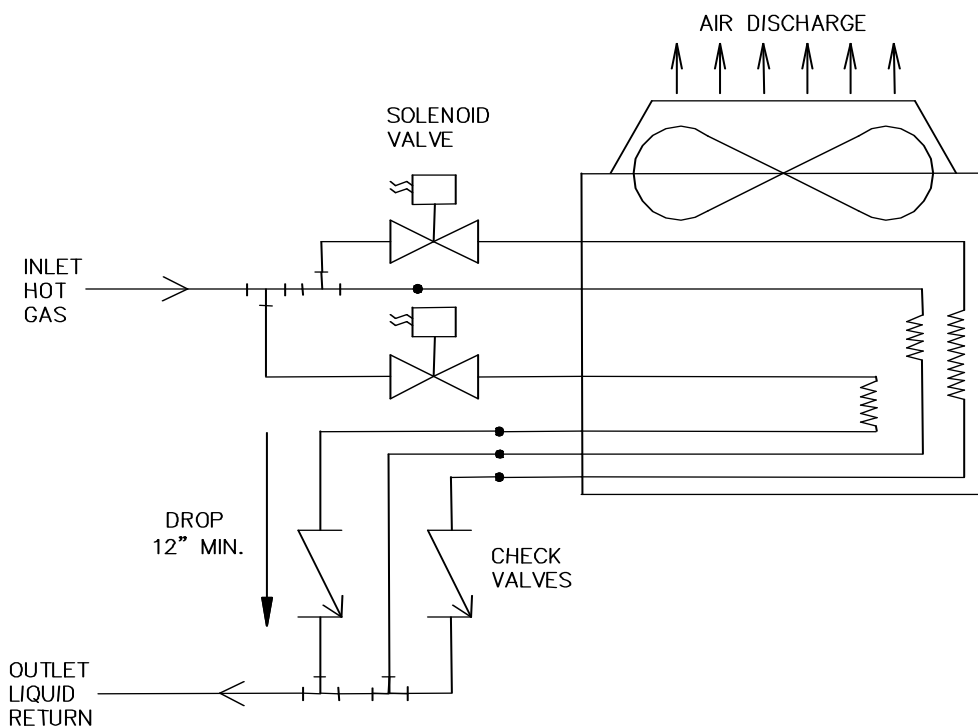 AIR DISCHARGE
SOLENOID
VALVE
INLET
HOT
GAS
DROP
12” MIN.
CHECK
VALVES
OUTLET
LIQUID
RETURN